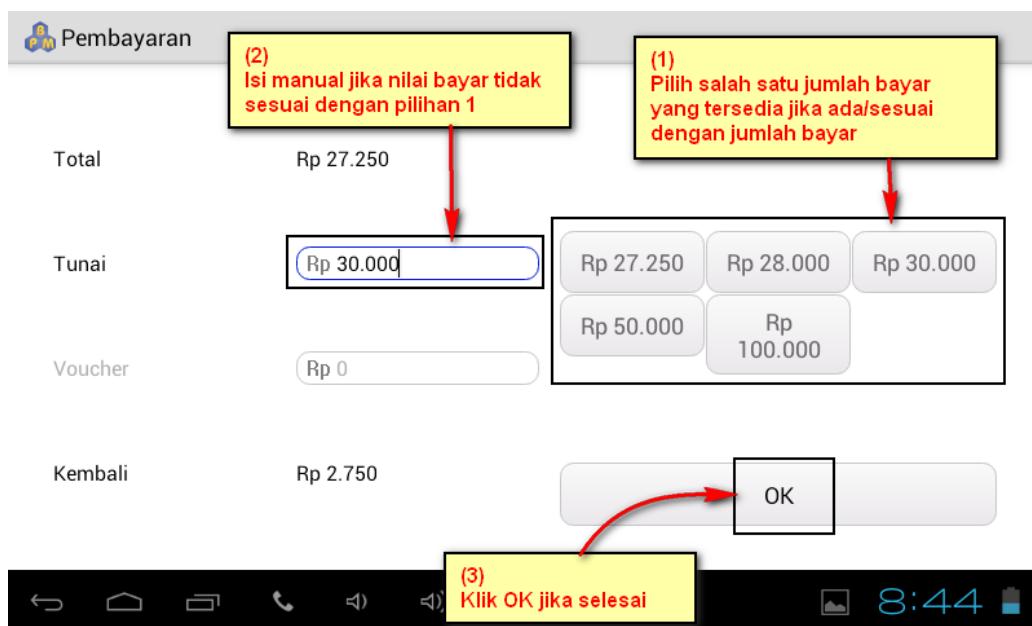 B
P M
Pembayaran
(2)
Isi manual jika nilai bayar tidak
sesuai dengan pilihan 1
(1)
Pilih salah satu jumlah bayar
yang tersedia jika ada/sesuai
dengan jumlah bayar
Total
Rp 27.250
Tunai
Rp 30.000
Rp 27.250
Rp 28.000
Rp 30.000
Rp 50.000
Rp
100.000
Voucher
Rp 0
Kembali
Rp 2.750
OK
(3)
Klik OK jika selesai
8:44